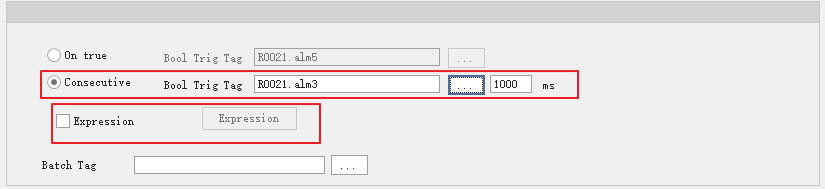 On true Bool Trig Tag R0021.alm5 ...
Consecutive Bool Trig Tag R0021.alm3 ... 1000 ms
Expression Expression
Batch Tag ...